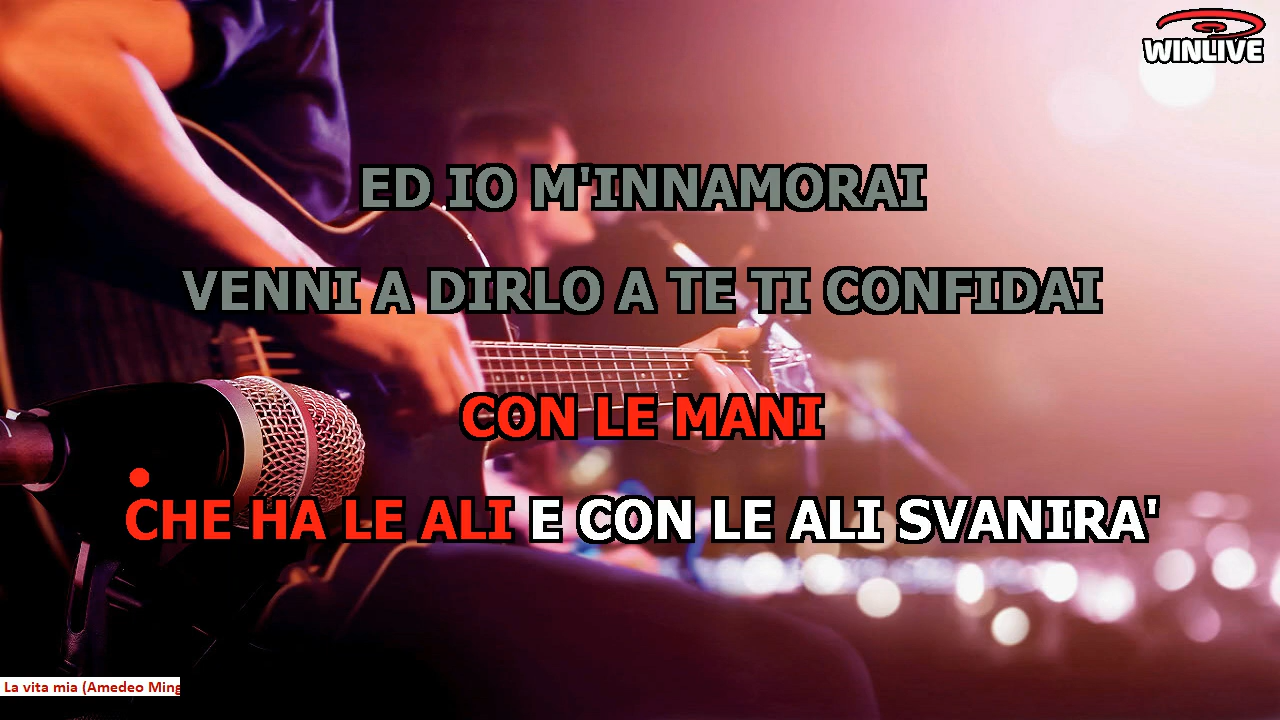 WINLIVE
ED IO M'INNAMORAI
VENNI A DIRLO A TE TI CONFIDAI
CON LE MANI
CHE HA LE ALI E CON LE ALI SVANIRA'
La vita mia (Amedeo Ming